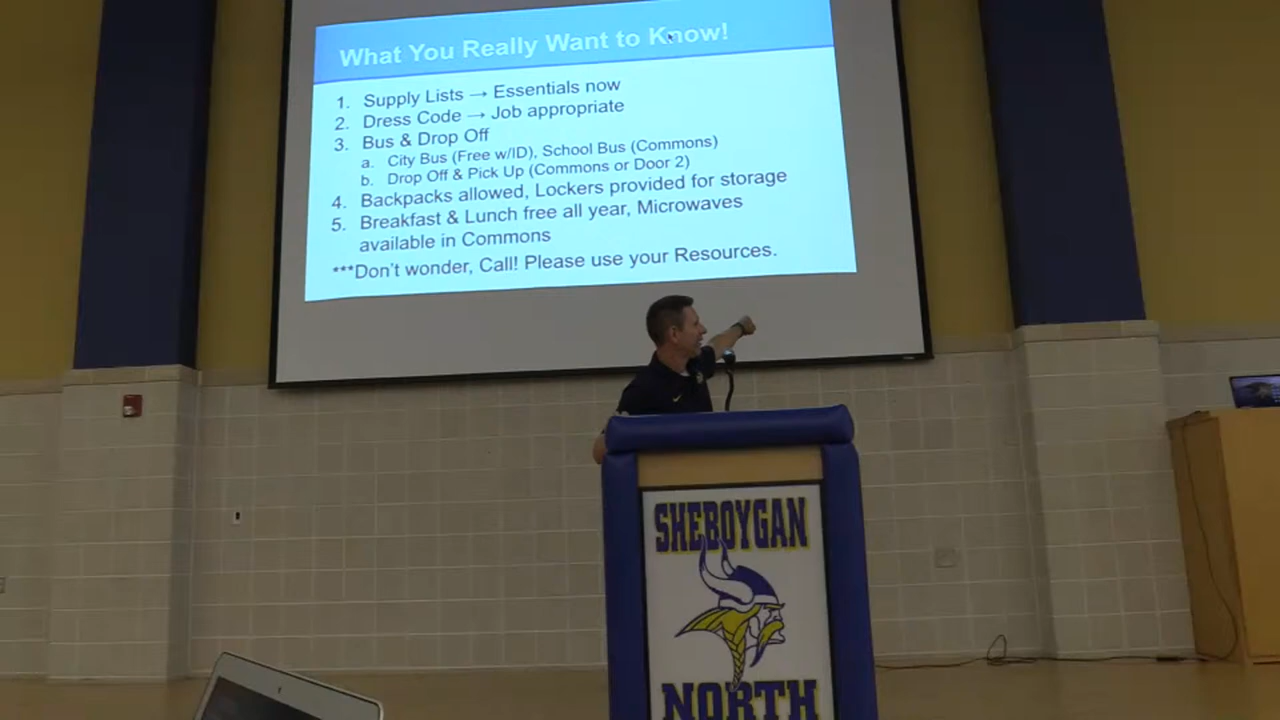 What You Really Want to Know!
1. Supply Lists → Essentials now
2. Dress Code → Job appropriate
3. Bus & Drop Off
a. City Bus (Free w/ID), School Bus (Commons)
b. Drop Off & Pick Up (Commons or Door 2)
4. Backpacks allowed, Lockers provided for storage
5. Breakfast & Lunch free all year, Microwaves
available in Commons
***Don't wonder, Call! Please use your Resources.
SHEBOYGAN
NORTH